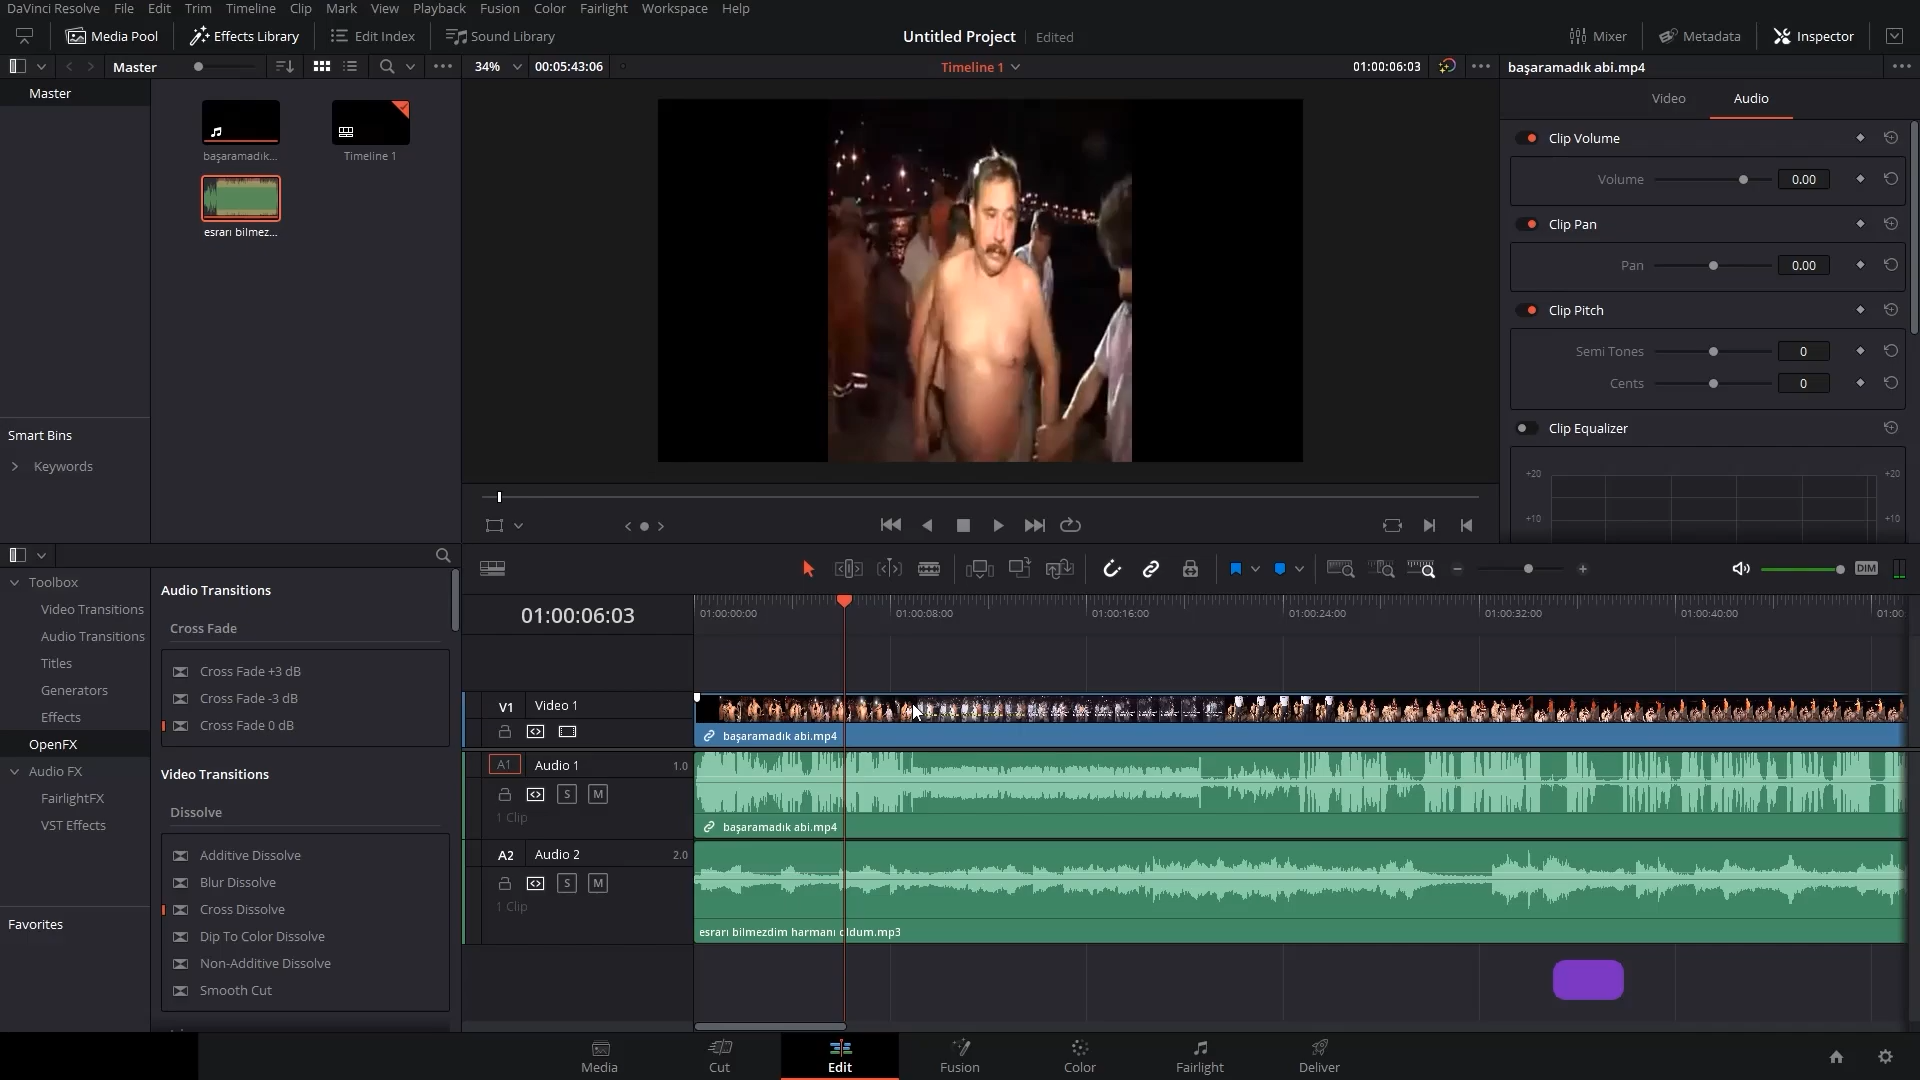 DaVinci Resolve File Edit Trim Timeline Clip Mark View Playback Fusion Color Fairlight Workspace Help
Media Pool Effects Library Edit Index Sound Library Untitled Project Edited Mixer Metadata Inspector
Master 34% 00:05:43:06 Timeline 1 01:00:06:03 başaramadık abi.mp4
Master
Video Audio
başaramadık... Timeline 1
esrarı bilmez...
Clip Volume
Volume 0.00
Clip Pan
Pan 0.00
Clip Pitch
Semi Tones 0
Cents 0
Clip Equalizer
+20 +20
+10 +10
Smart Bins
Keywords
DIM
Toolbox
Video Transitions
Audio Transitions
Titles
Generators
Effects
OpenFX
Audio FX
FairlightFX
VST Effects
Favorites
Audio Transitions
Cross Fade
Cross Fade +3 dB
Cross Fade -3 dB
Cross Fade 0 dB
Video Transitions
Dissolve
Additive Dissolve
Blur Dissolve
Cross Dissolve
Dip To Color Dissolve
Non-Additive Dissolve
Smooth Cut
01:00:06:03
01:00:00:00 01:00:08:00 01:00:16:00 01:00:24:00 01:00:32:00 01:00:40:00 01:00:
V1 Video 1
başaramadık abi.mp4
A1 Audio 1 1.0
S M
1 Clip
başaramadık abi.mp4
A2 Audio 2 2.0
S M
1 Clip
esrarı bilmezdim harmanı oldum.mp3
Media Cut Edit Fusion Color Fairlight Deliver